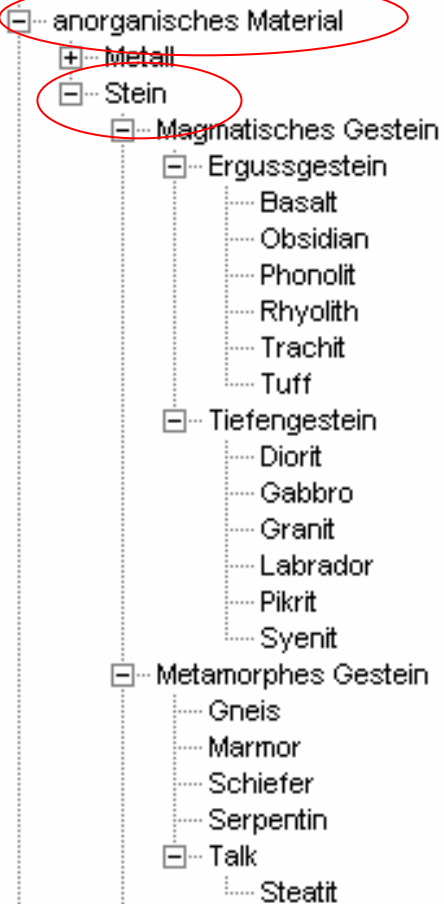 anorganisches Material
Metall
Stein
Magmatisches Gestein
Ergussgestein
Basalt
Obsidian
Phonolit
Rhyolith
Trachit
Tuff
Tiefengestein
Diorit
Gabbro
Granit
Labrador
Pikrit
Syenit
Metamorphes Gestein
Gneis
Marmor
Schiefer
Serpentin
Talk
Steatit